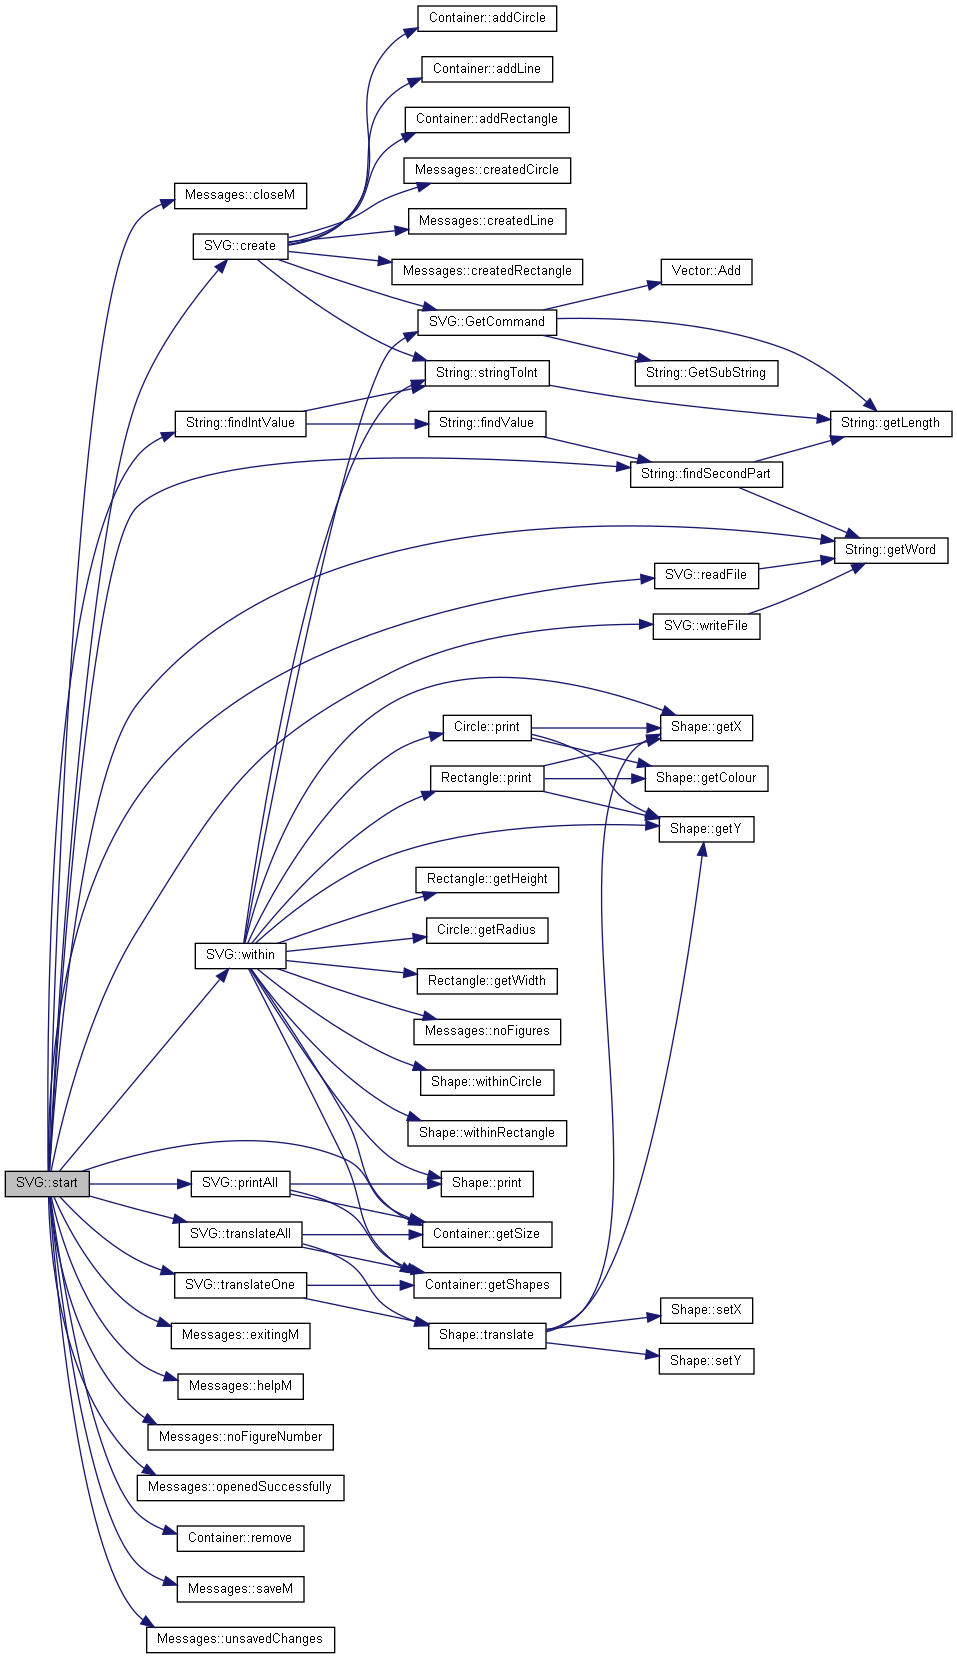 Container::addCircle
Container::addLine
Container::addRectangle
Messages::createdCircle
Messages::closeM
Messages::createdLine
SVG::create
Messages::createdRectangle
Vector::Add
SVG::GetCommand
String::stringToInt
String::GetSubString
String::findIntValue
String::findValue
String::getLength
String::findSecondPart
String::getWord
SVG::readFile
SVG::writeFile
Circle::print
Shape::getX
Rectangle::print
Shape::getColour
Shape::getY
Rectangle::getHeight
Circle::getRadius
SVG::within
Rectangle::getWidth
Messages::noFigures
Shape::withinCircle
Shape::withinRectangle
SVG::start
SVG::printAll
Shape::print
SVG::translateAll
Container::getSize
SVG::translateOne
Container::getShapes
Shape::setX
Messages::exitingM
Shape::translate
Shape::setY
Messages::helpM
Messages::noFigureNumber
Messages::openedSuccessfully
Container::remove
Messages::saveM
Messages::unsavedChanges